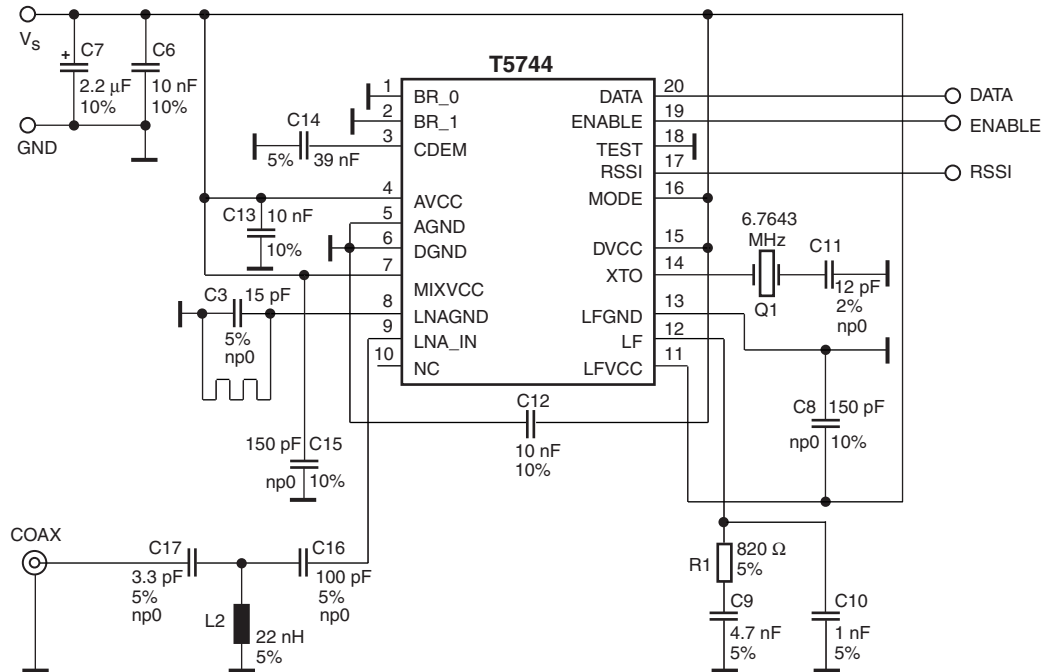 VS
C7
+
2.2 µF
10%
C6
10 nF
10%
GND
T5744
1
BR_0
2
BR_1
3
CDEM
4
AVCC
5
AGND
6
DGND
7
MIXVCC
8
LNAGND
9
LNA_IN
10
NC
DATA
20
ENABLE
19
TEST
18
RSSI
17
MODE
16
DVCC
15
XTO
14
LFGND
13
LF
12
LFVCC
11
DATA
ENABLE
RSSI
C14
5%
39 nF
C13
10 nF
10%
C3
15 pF
5%
np0
6.7643
MHz
Q1
C11
12 pF
2%
np0
C12
10 nF
10%
C8
150 pF
np0
10%
150 pF
C15
np0
10%
COAX
C17
3.3 pF
5%
np0
C16
100 pF
5%
np0
L2
22 nH
5%
R1
820 Ω
5%
C9
4.7 nF
5%
C10
1 nF
5%